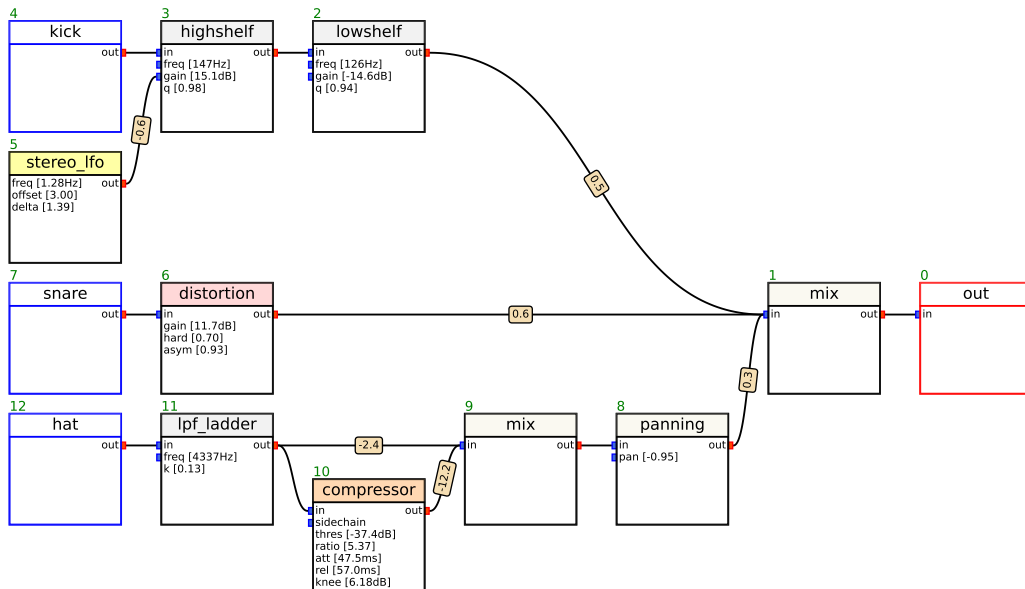 4
kick
out
3
highshelf
in out
freq [147Hz]
gain [15.1dB]
q [0.98]
2
lowshelf
in out
freq [126Hz]
gain [-14.6dB]
q [0.94]
-0.6
0.5
5
stereo_lfo
freq [1.28Hz] out
offset [3.00]
delta [1.39]
7
snare
out
6
distortion
in out
gain [11.7dB]
hard [0.70]
asym [0.93]
0.6
1
mix
in out
0
out
in
0.3
12
hat
out
11
lpf_ladder
in out
freq [4337Hz]
k [0.13]
-2.4
-12.2
10
compressor
in out
sidechain
thres [-37.4dB]
ratio [5.37]
att [47.5ms]
rel [57.0ms]
knee [6.18dB]
9
mix
in out
8
panning
in out
pan [-0.95]